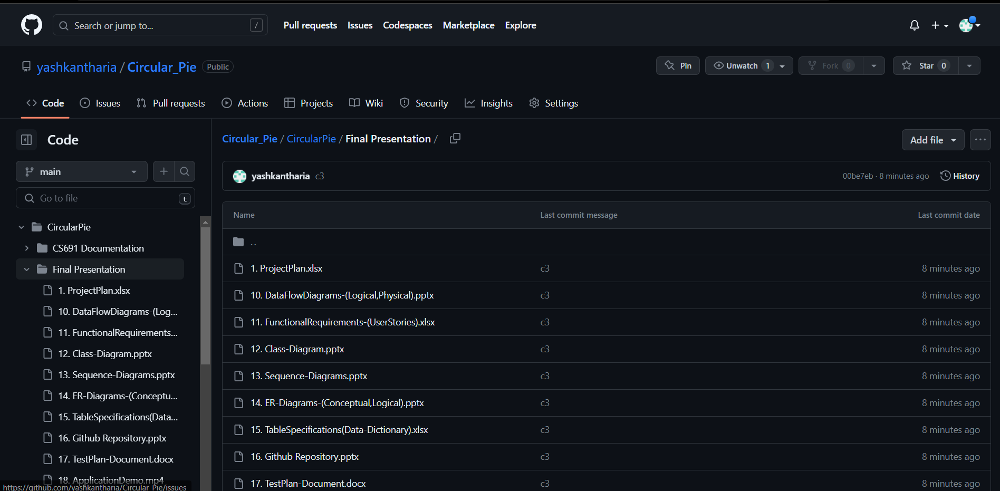 Search or jump to... /
Pull requests Issues Codespaces Marketplace Explore
yashkantharia / Circular_Pie Public
Pin Unwatch 1 Fork 0 Star 0
Code Issues Pull requests Actions Projects Wiki Security Insights Settings
Code
main
Go to file t
CircularPie
CS691 Documentation
Final Presentation
1. ProjectPlan.xlsx
10. DataFlowDiagrams-(Log...
11. FunctionalRequirements...
12. Class-Diagram.pptx
13. Sequence-Diagrams.pptx
14. ER-Diagrams-(Conceptu...
15. TableSpecifications(Data...
16. Github Repository.pptx
17. TestPlan-Document.docx
18. ApplicationDemo.mp4
https://github.com/yashkantharia/Circular_Pie/issues
Circular_Pie / CircularPie / Final Presentation /
Add file
yashkantharia c3
00be7eb · 8 minutes ago History
Name Last commit message Last commit date
..
1. ProjectPlan.xlsx c3 8 minutes ago
10. DataFlowDiagrams-(Logical,Physical).pptx c3 8 minutes ago
11. FunctionalRequirements-(UserStories).xlsx c3 8 minutes ago
12. Class-Diagram.pptx c3 8 minutes ago
13. Sequence-Diagrams.pptx c3 8 minutes ago
14. ER-Diagrams-(Conceptual,Logical).pptx c3 8 minutes ago
15. TableSpecifications(Data-Dictionary).xlsx c3 8 minutes ago
16. Github Repository.pptx c3 8 minutes ago
17. TestPlan-Document.docx c3 8 minutes ago